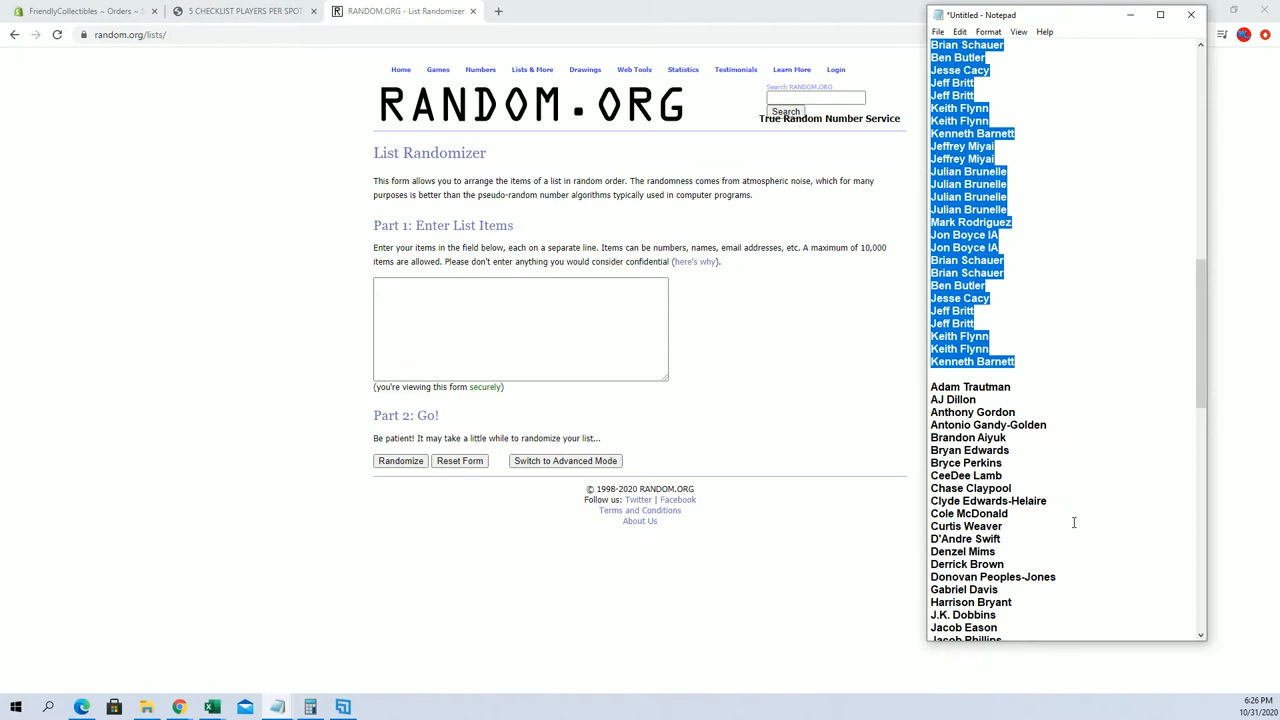 FriendlyCollectibles ~ Orders ~ S
5 CHECKLIST PLAYERS PER SPOT
RANDOM.ORG - List Randomizer
random.org/lists/
Home Games Numbers Lists & More Drawings Web Tools Statistics Testimonials Learn More Login
RANDOM.ORG
Search RANDOM.ORG
Search
True Random Number Service
List Randomizer
This form allows you to arrange the items of a list in random order. The randomness comes from atmospheric noise, which for many
purposes is better than the pseudo-random number algorithms typically used in computer programs.
Part 1: Enter List Items
Enter your items in the field below, each on a separate line. Items can be numbers, names, email addresses, etc. A maximum of 10,000
items are allowed. Please don't enter anything you would consider confidential (here's why).
(you're viewing this form securely)
Part 2: Go!
Be patient! It may take a little while to randomize your list...
Randomize Reset Form Switch to Advanced Mode
© 1998-2020 RANDOM.ORG
Follow us: Twitter | Facebook
Terms and Conditions
About Us
*Untitled - Notepad
File Edit Format View Help
Brian Schauer
Ben Butler
Jesse Cacy
Jeff Britt
Jeff Britt
Keith Flynn
Keith Flynn
Kenneth Barnett
Jeffrey Miyai
Jeffrey Miyai
Julian Brunelle
Julian Brunelle
Julian Brunelle
Julian Brunelle
Mark Rodriguez
Jon Boyce IA
Jon Boyce IA
Brian Schauer
Brian Schauer
Ben Butler
Jesse Cacy
Jeff Britt
Jeff Britt
Keith Flynn
Keith Flynn
Kenneth Barnett
Adam Trautman
AJ Dillon
Anthony Gordon
Antonio Gandy-Golden
Brandon Aiyuk
Bryan Edwards
Bryce Perkins
CeeDee Lamb
Chase Claypool
Clyde Edwards-Helaire
Cole McDonald
Curtis Weaver
D'Andre Swift
Denzel Mims
Derrick Brown
Donovan Peoples-Jones
Gabriel Davis
Harrison Bryant
J.K. Dobbins
Jacob Eason
Jacob Phillips
6:26 PM
10/31/2020